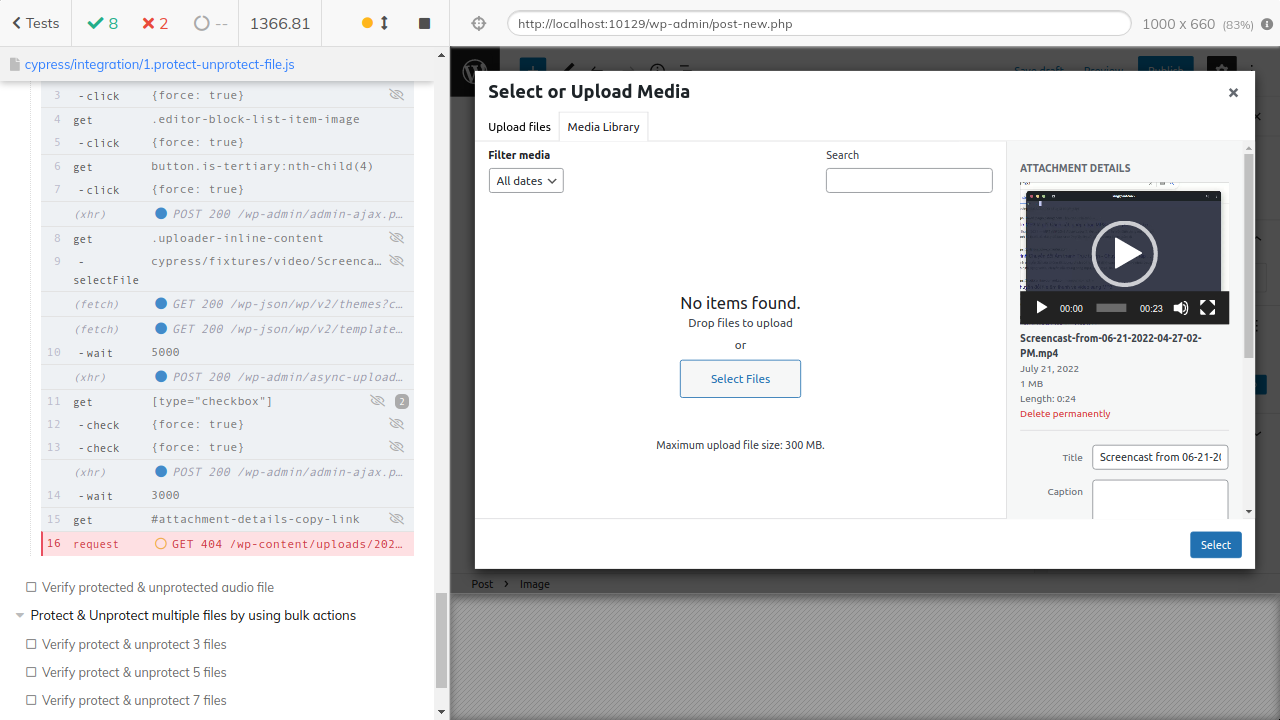 Tests
8
2
--
1366.81
http://localhost:10129/wp-admin/post-new.php
1000 x 660 (83%)
cypress/integration/1.protect-unprotect-file.js
3 -click {force: true}
4 get .editor-block-list-item-image
5 -click {force: true}
6 get button.is-tertiary:nth-child(4)
7 -click {force: true}
(xhr) POST 200 /wp-admin/admin-ajax.p…
8 get .uploader-inline-content
9 - cypress/fixtures/video/Screenca…
selectFile
(fetch) GET 200 /wp-json/wp/v2/themes?c…
(fetch) GET 200 /wp-json/wp/v2/template…
10 -wait 5000
(xhr) POST 200 /wp-admin/async-upload…
11 get [type="checkbox"] 2
12 -check {force: true}
13 -check {force: true}
(xhr) POST 200 /wp-admin/admin-ajax.p…
14 -wait 3000
15 get #attachment-details-copy-link
16 request GET 404 /wp-content/uploads/202…
Verify protected & unprotected audio file
Protect & Unprotect multiple files by using bulk actions
Verify protect & unprotect 3 files
Verify protect & unprotect 5 files
Verify protect & unprotect 7 files
Save draft
Preview
Publish
Select or Upload Media
Upload files
Media Library
Filter media
All dates
Search
No items found.
Drop files to upload
or
Select Files
Maximum upload file size: 300 MB.
ATTACHMENT DETAILS
00:00
00:23
Screencast-from-06-21-2022-04-27-02-
PM.mp4
July 21, 2022
1 MB
Length: 0:24
Delete permanently
Title
Screencast from 06-21-20
Caption
Select
Post
Image